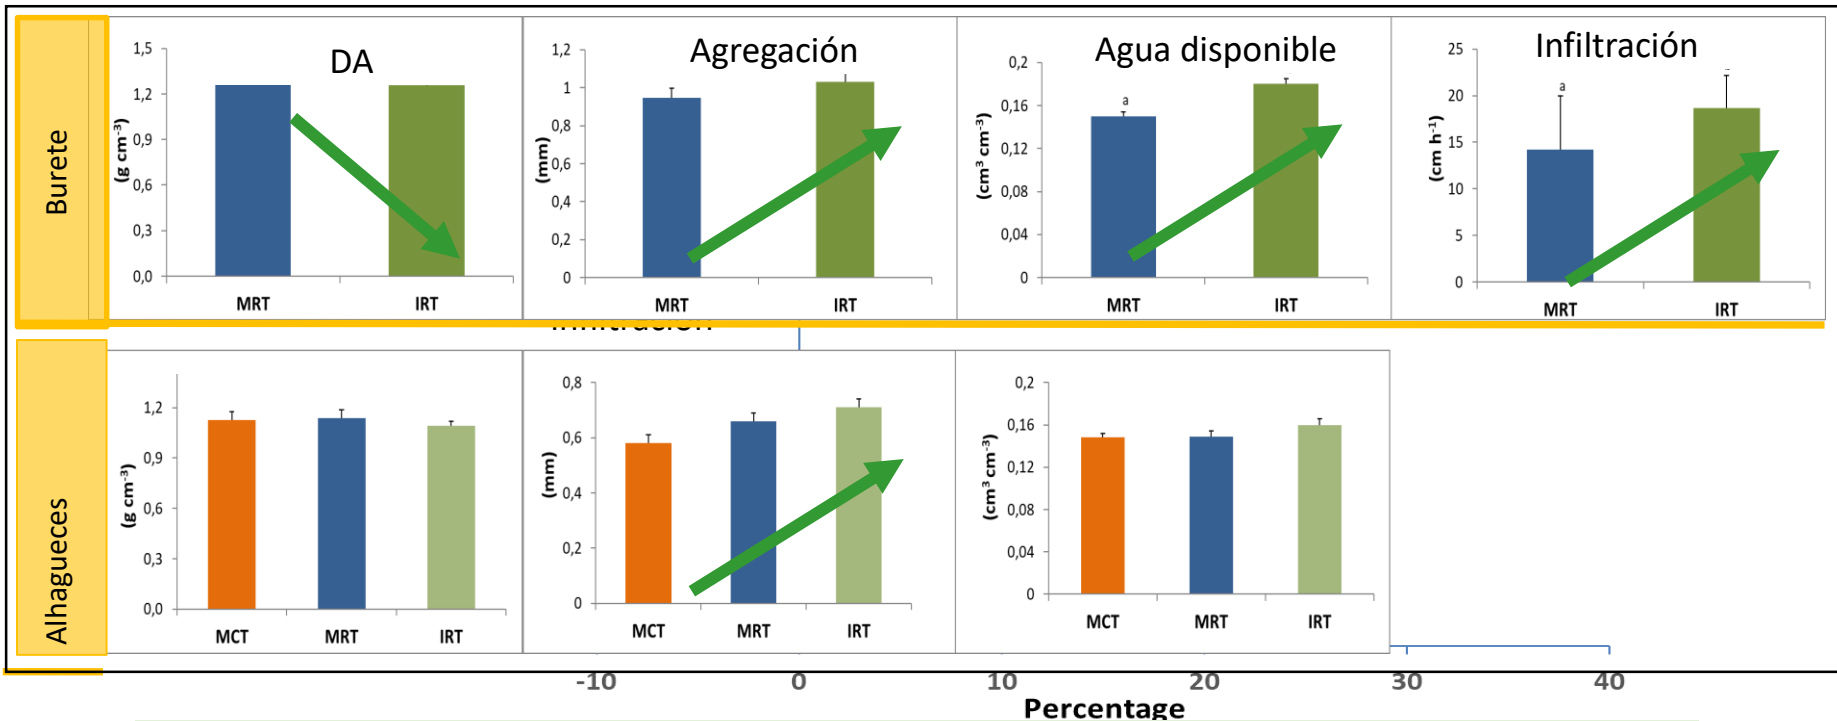 Burete
DA
1,5
1,2
0,9
0,6
0,3
0,0
(g cm⁻³)
MRT
IRT
Agregación
1,2
1
0,8
0,6
0,4
0,2
0
(mm)
MRT
IRT
Agua disponible
0,2
0,16
0,12
0,08
0,04
0
(cm³ cm⁻³)
a
MRT
IRT
Infiltración
25
20
15
10
5
0
(cm h⁻¹)
a
MRT
IRT
Infiltración
Alhagueces
1,2
0,9
0,6
0,3
0,0
(g cm⁻³)
MCT
MRT
IRT
0,8
0,6
0,4
0,2
0
(mm)
MCT
MRT
IRT
0,2
0,16
0,12
0,08
0,04
0
(cm³ cm⁻³)
MCT
MRT
IRT
-10
0
10
20
30
40
Percentage